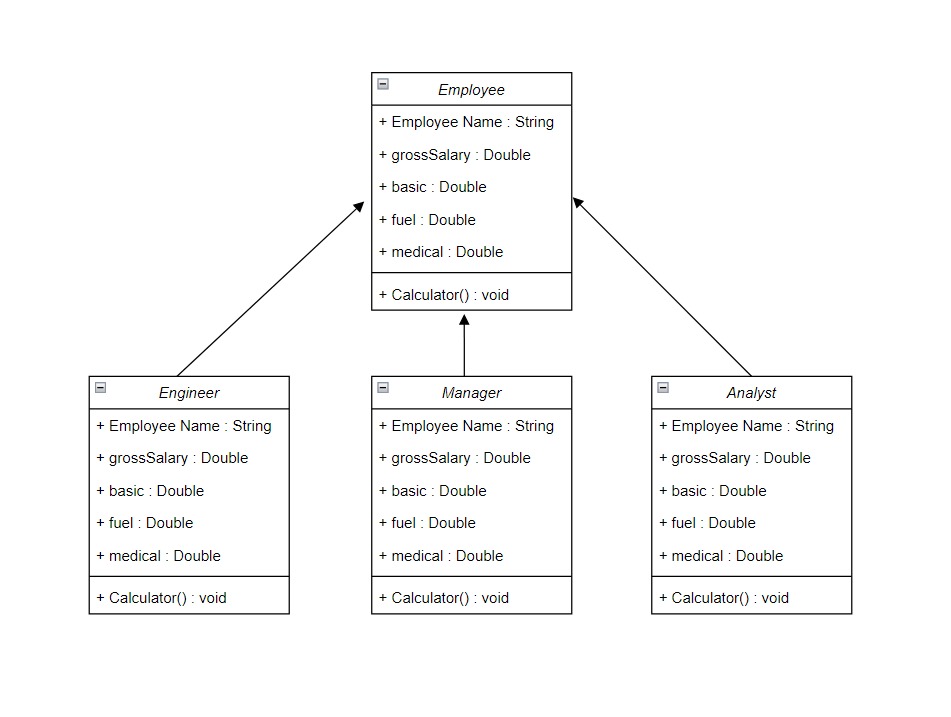 Employee
+ Employee Name : String
+ grossSalary : Double
+ basic : Double
+ fuel : Double
+ medical : Double
+ Calculator() : void
Engineer
+ Employee Name : String
+ grossSalary : Double
+ basic : Double
+ fuel : Double
+ medical : Double
+ Calculator() : void
Manager
+ Employee Name : String
+ grossSalary : Double
+ basic : Double
+ fuel : Double
+ medical : Double
+ Calculator() : void
Analyst
+ Employee Name : String
+ grossSalary : Double
+ basic : Double
+ fuel : Double
+ medical : Double
+ Calculator() : void